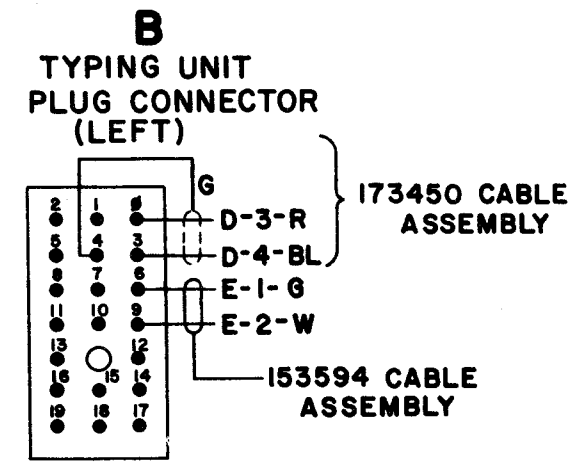 B
TYPING UNIT
PLUG CONNECTOR
(LEFT)
G
173450 CABLE
ASSEMBLY
2 1 0
D-3-R
5 4 3
D-4-BL
8 7 6
E-1-G
11 10 9
E-2-W
13 12
16 15 14
153594 CABLE
ASSEMBLY
19 18 17